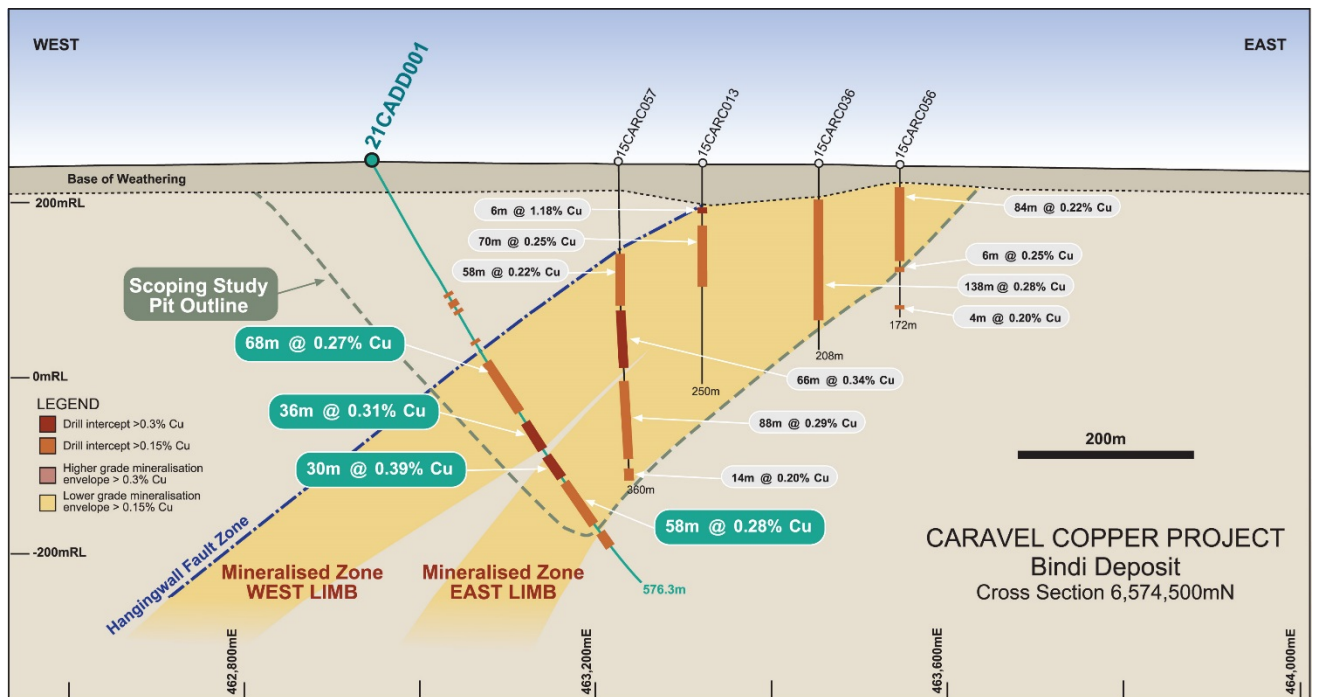 WEST
EAST
21CADD001
15CARC057
15CARC013
15CARC036
15CARC056
Base of Weathering
200mRL
6m @ 1.18% Cu
84m @ 0.22% Cu
70m @ 0.25% Cu
58m @ 0.22% Cu
6m @ 0.25% Cu
Scoping Study
Pit Outline
138m @ 0.28% Cu
4m @ 0.20% Cu
172m
68m @ 0.27% Cu
208m
0mRL
66m @ 0.34% Cu
250m
LEGEND
Drill intercept >0.3% Cu
Drill intercept >0.15% Cu
Higher grade mineralisation
envelope > 0.3% Cu
Lower grade mineralisation
envelope > 0.15% Cu
36m @ 0.31% Cu
88m @ 0.29% Cu
200m
30m @ 0.39% Cu
14m @ 0.20% Cu
360m
58m @ 0.28% Cu
Hangingwall Fault Zone
-200mRL
CARAVEL COPPER PROJECT
Bindi Deposit
Cross Section 6,574,500mN
Mineralised Zone
WEST LIMB
Mineralised Zone
EAST LIMB
576.3m
462,800mE
463,200mE
463,600mE
464,000mE